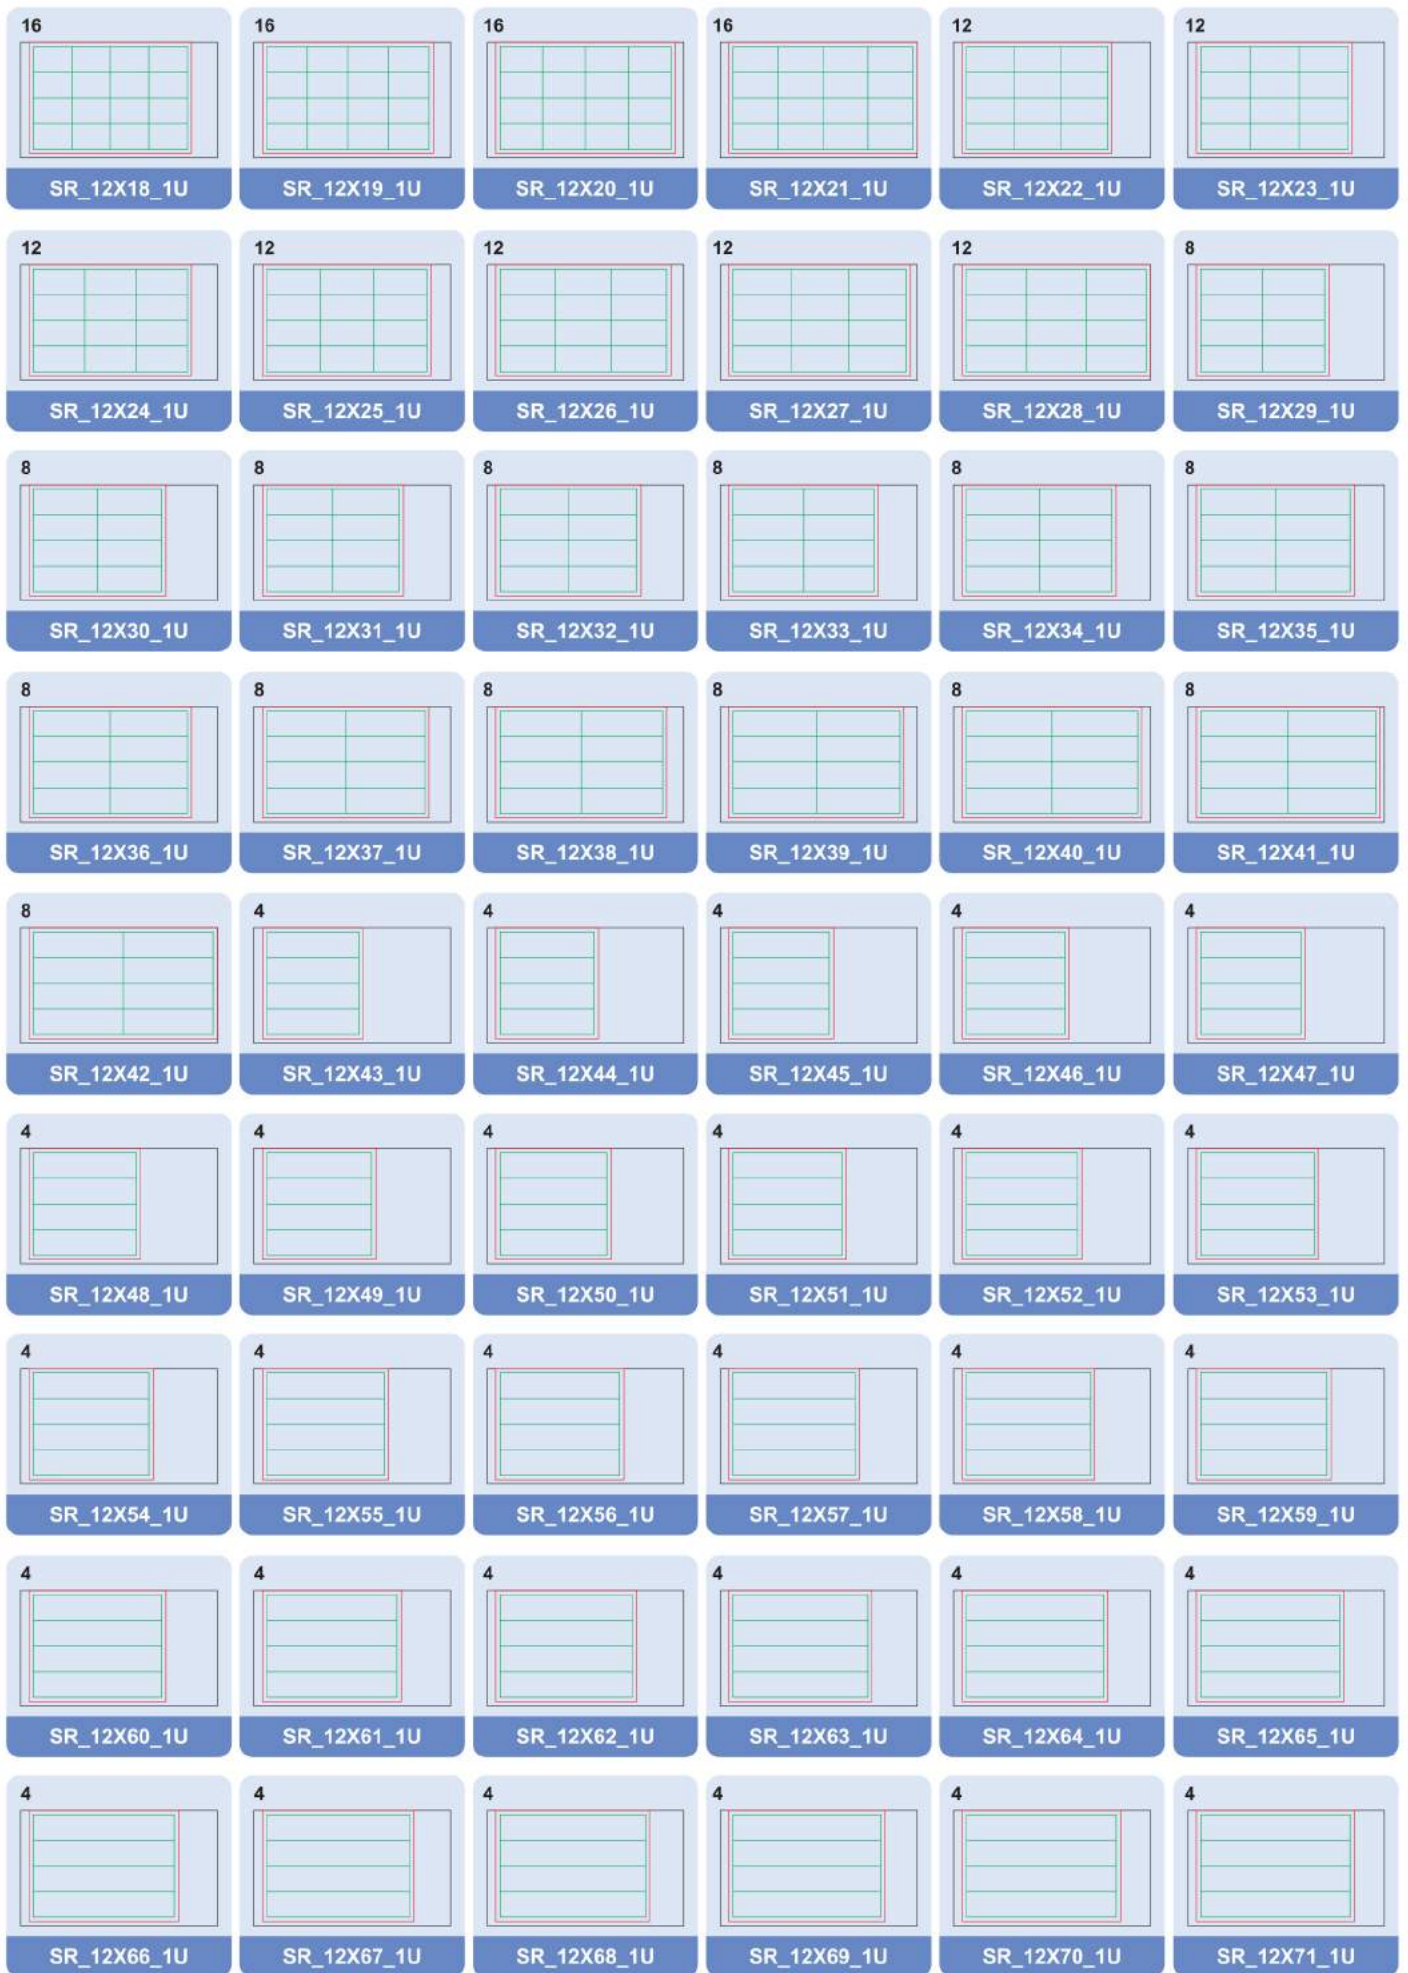 16 16 16 16 12 12
SR_12X18_1U SR_12X19_1U SR_12X20_1U SR_12X21_1U SR_12X22_1U SR_12X23_1U
12 12 12 12 12 8
SR_12X24_1U SR_12X25_1U SR_12X26_1U SR_12X27_1U SR_12X28_1U SR_12X29_1U
8 8 8 8 8 8
SR_12X30_1U SR_12X31_1U SR_12X32_1U SR_12X33_1U SR_12X34_1U SR_12X35_1U
8 8 8 8 8 8
SR_12X36_1U SR_12X37_1U SR_12X38_1U SR_12X39_1U SR_12X40_1U SR_12X41_1U
8 4 4 4 4 4
SR_12X42_1U SR_12X43_1U SR_12X44_1U SR_12X45_1U SR_12X46_1U SR_12X47_1U
4 4 4 4 4 4
SR_12X48_1U SR_12X49_1U SR_12X50_1U SR_12X51_1U SR_12X52_1U SR_12X53_1U
4 4 4 4 4 4
SR_12X54_1U SR_12X55_1U SR_12X56_1U SR_12X57_1U SR_12X58_1U SR_12X59_1U
4 4 4 4 4 4
SR_12X60_1U SR_12X61_1U SR_12X62_1U SR_12X63_1U SR_12X64_1U SR_12X65_1U
4 4 4 4 4 4
SR_12X66_1U SR_12X67_1U SR_12X68_1U SR_12X69_1U SR_12X70_1U SR_12X71_1U